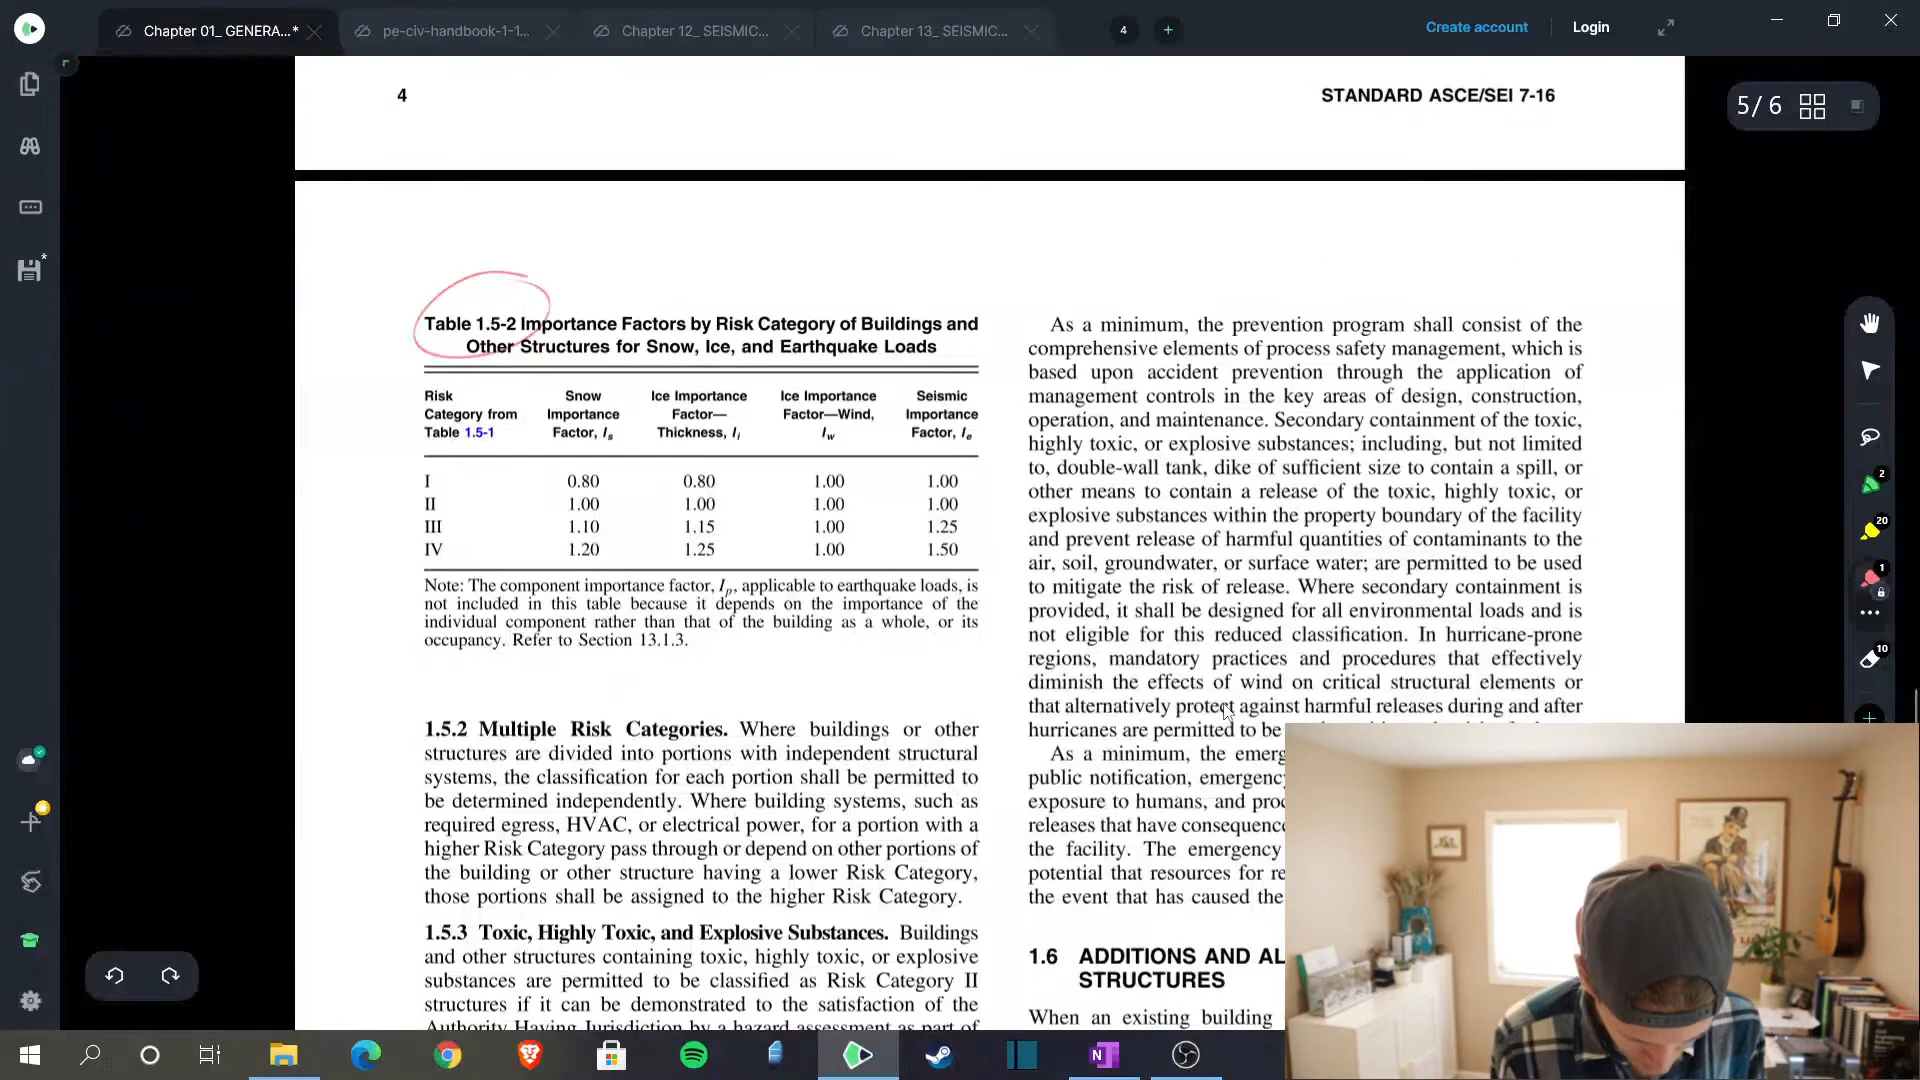 Chapter 01_ GENERA...*
pe-civ-handbook-1-1...
Chapter 12_ SEISMIC...
Chapter 13_ SEISMIC...
4
Create account
Login
4
STANDARD ASCE/SEI 7-16
5/ 6
Table 1.5-2 Importance Factors by Risk Category of Buildings and
Other Structures for Snow, Ice, and Earthquake Loads
Risk Category from Table 1.5-1
Snow Importance Factor, Is
Ice Importance Factor—Thickness, Ii
Ice Importance Factor—Wind, Iw
Seismic Importance Factor, Ie
I 0.80 0.80 1.00 1.00
II 1.00 1.00 1.00 1.00
III 1.10 1.15 1.00 1.25
IV 1.20 1.25 1.00 1.50
Note: The component importance factor, Ip, applicable to earthquake loads, is
not included in this table because it depends on the importance of the
individual component rather than that of the building as a whole, or its
occupancy. Refer to Section 13.1.3.
1.5.2 Multiple Risk Categories. Where buildings or other
structures are divided into portions with independent structural
systems, the classification for each portion shall be permitted to
be determined independently. Where building systems, such as
required egress, HVAC, or electrical power, for a portion with a
higher Risk Category pass through or depend on other portions of
the building or other structure having a lower Risk Category,
those portions shall be assigned to the higher Risk Category.
1.5.3 Toxic, Highly Toxic, and Explosive Substances. Buildings
and other structures containing toxic, highly toxic, or explosive
substances are permitted to be classified as Risk Category II
structures if it can be demonstrated to the satisfaction of the
Authority Having Jurisdiction by a hazard assessment as part of
As a minimum, the prevention program shall consist of the
comprehensive elements of process safety management, which is
based upon accident prevention through the application of
management controls in the key areas of design, construction,
operation, and maintenance. Secondary containment of the toxic,
highly toxic, or explosive substances; including, but not limited
to, double-wall tank, dike of sufficient size to contain a spill, or
other means to contain a release of the toxic, highly toxic, or
explosive substances within the property boundary of the facility
and prevent release of harmful quantities of contaminants to the
air, soil, groundwater, or surface water; are permitted to be used
to mitigate the risk of release. Where secondary containment is
provided, it shall be designed for all environmental loads and is
not eligible for this reduced classification. In hurricane-prone
regions, mandatory practices and procedures that effectively
diminish the effects of wind on critical structural elements or
that alternatively protect against harmful releases during and after
hurricanes are permitted to be
As a minimum, the emerg
public notification, emergency
exposure to humans, and proc
releases that have consequenc
the facility. The emergency
potential that resources for re
the event that has caused the
1.6 ADDITIONS AND AL
STRUCTURES
When an existing building
2
20
1
10
N